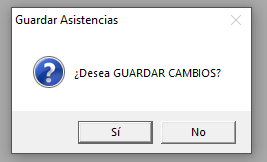 Guardar Asistencias
¿Desea GUARDAR CAMBIOS?
Sí
No